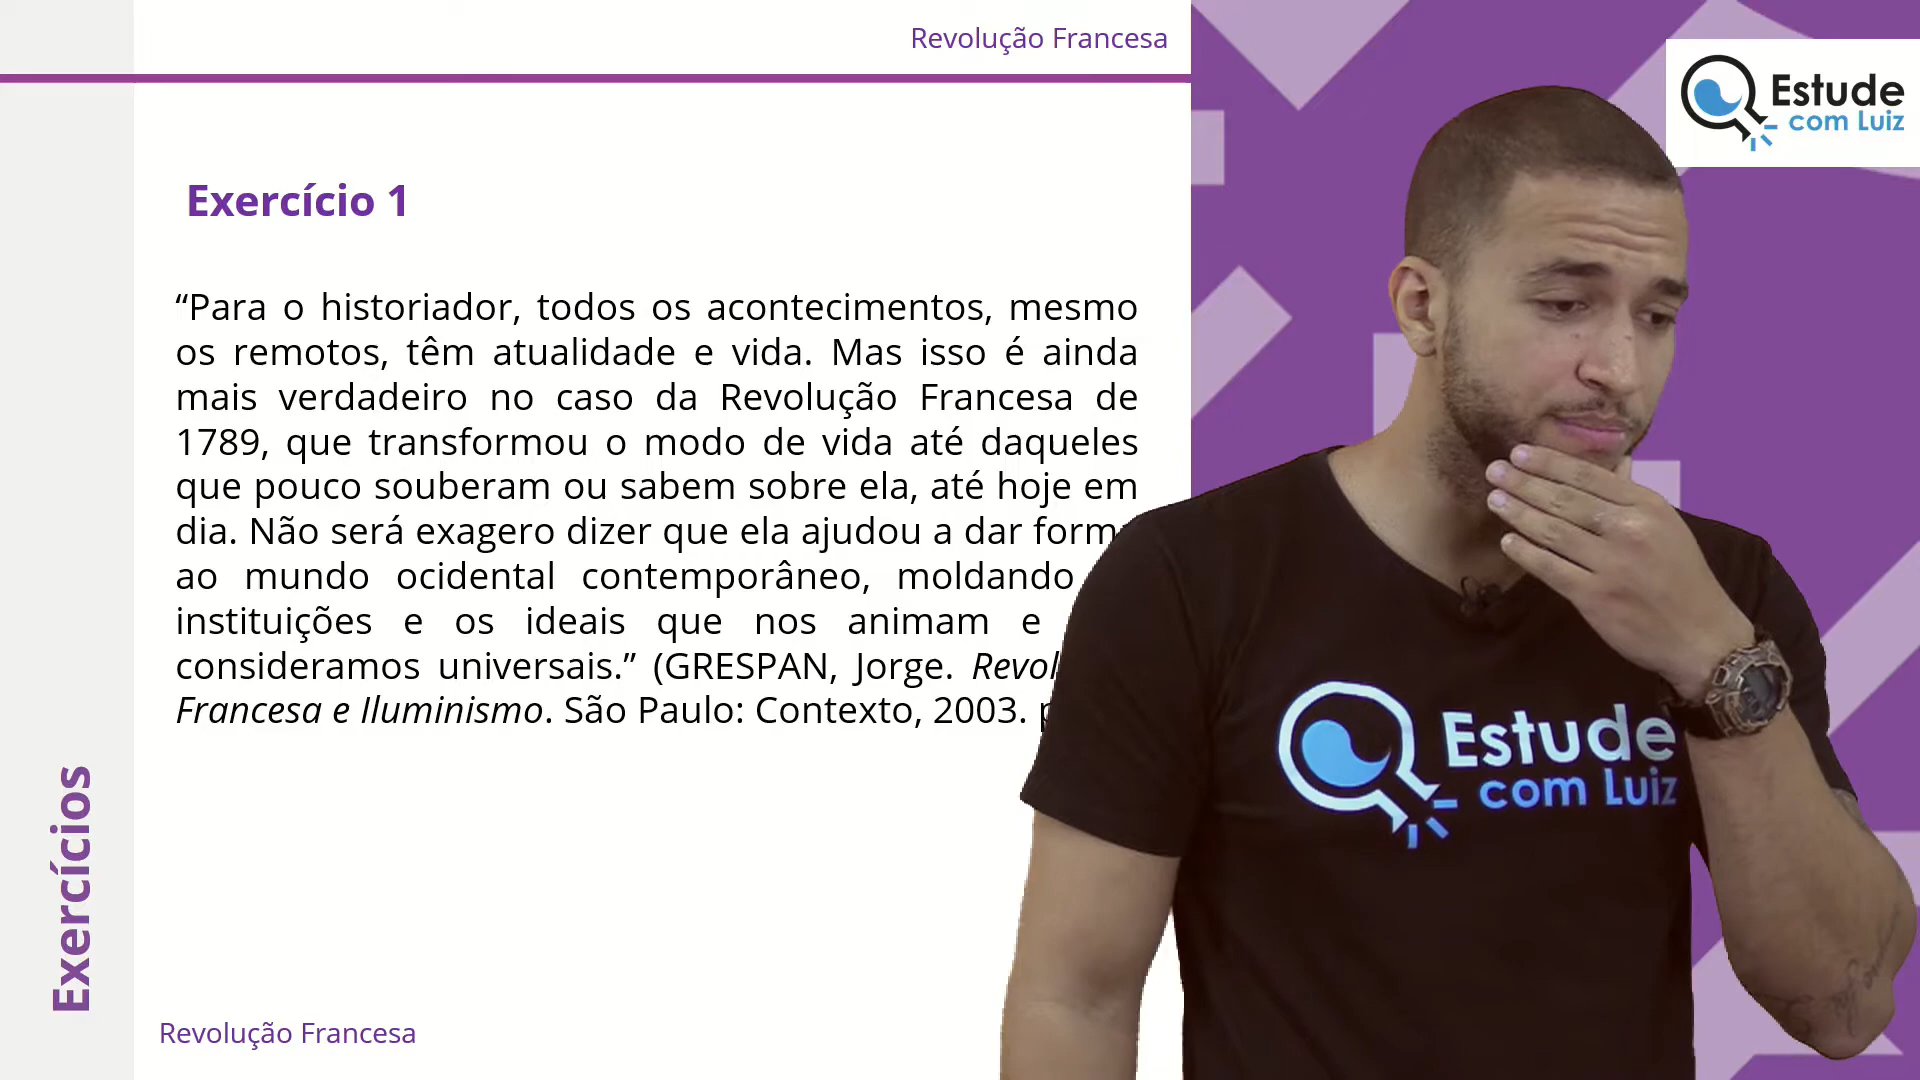 Revolução Francesa
Estude
com Luiz
Exercício 1
“Para o historiador, todos os acontecimentos, mesmo
os remotos, têm atualidade e vida. Mas isso é ainda
mais verdadeiro no caso da Revolução Francesa de
1789, que transformou o modo de vida até daqueles
que pouco souberam ou sabem sobre ela, até hoje em
dia. Não será exagero dizer que ela ajudou a dar
ao mundo ocidental contemporâneo, moldando
instituições e os ideais que nos animam e
consideramos universais.” (GRESPAN, Jorge.
Francesa e Iluminismo. São Paulo: Contexto, 2003.
Estude
com Luiz
Exercícios
Revolução Francesa